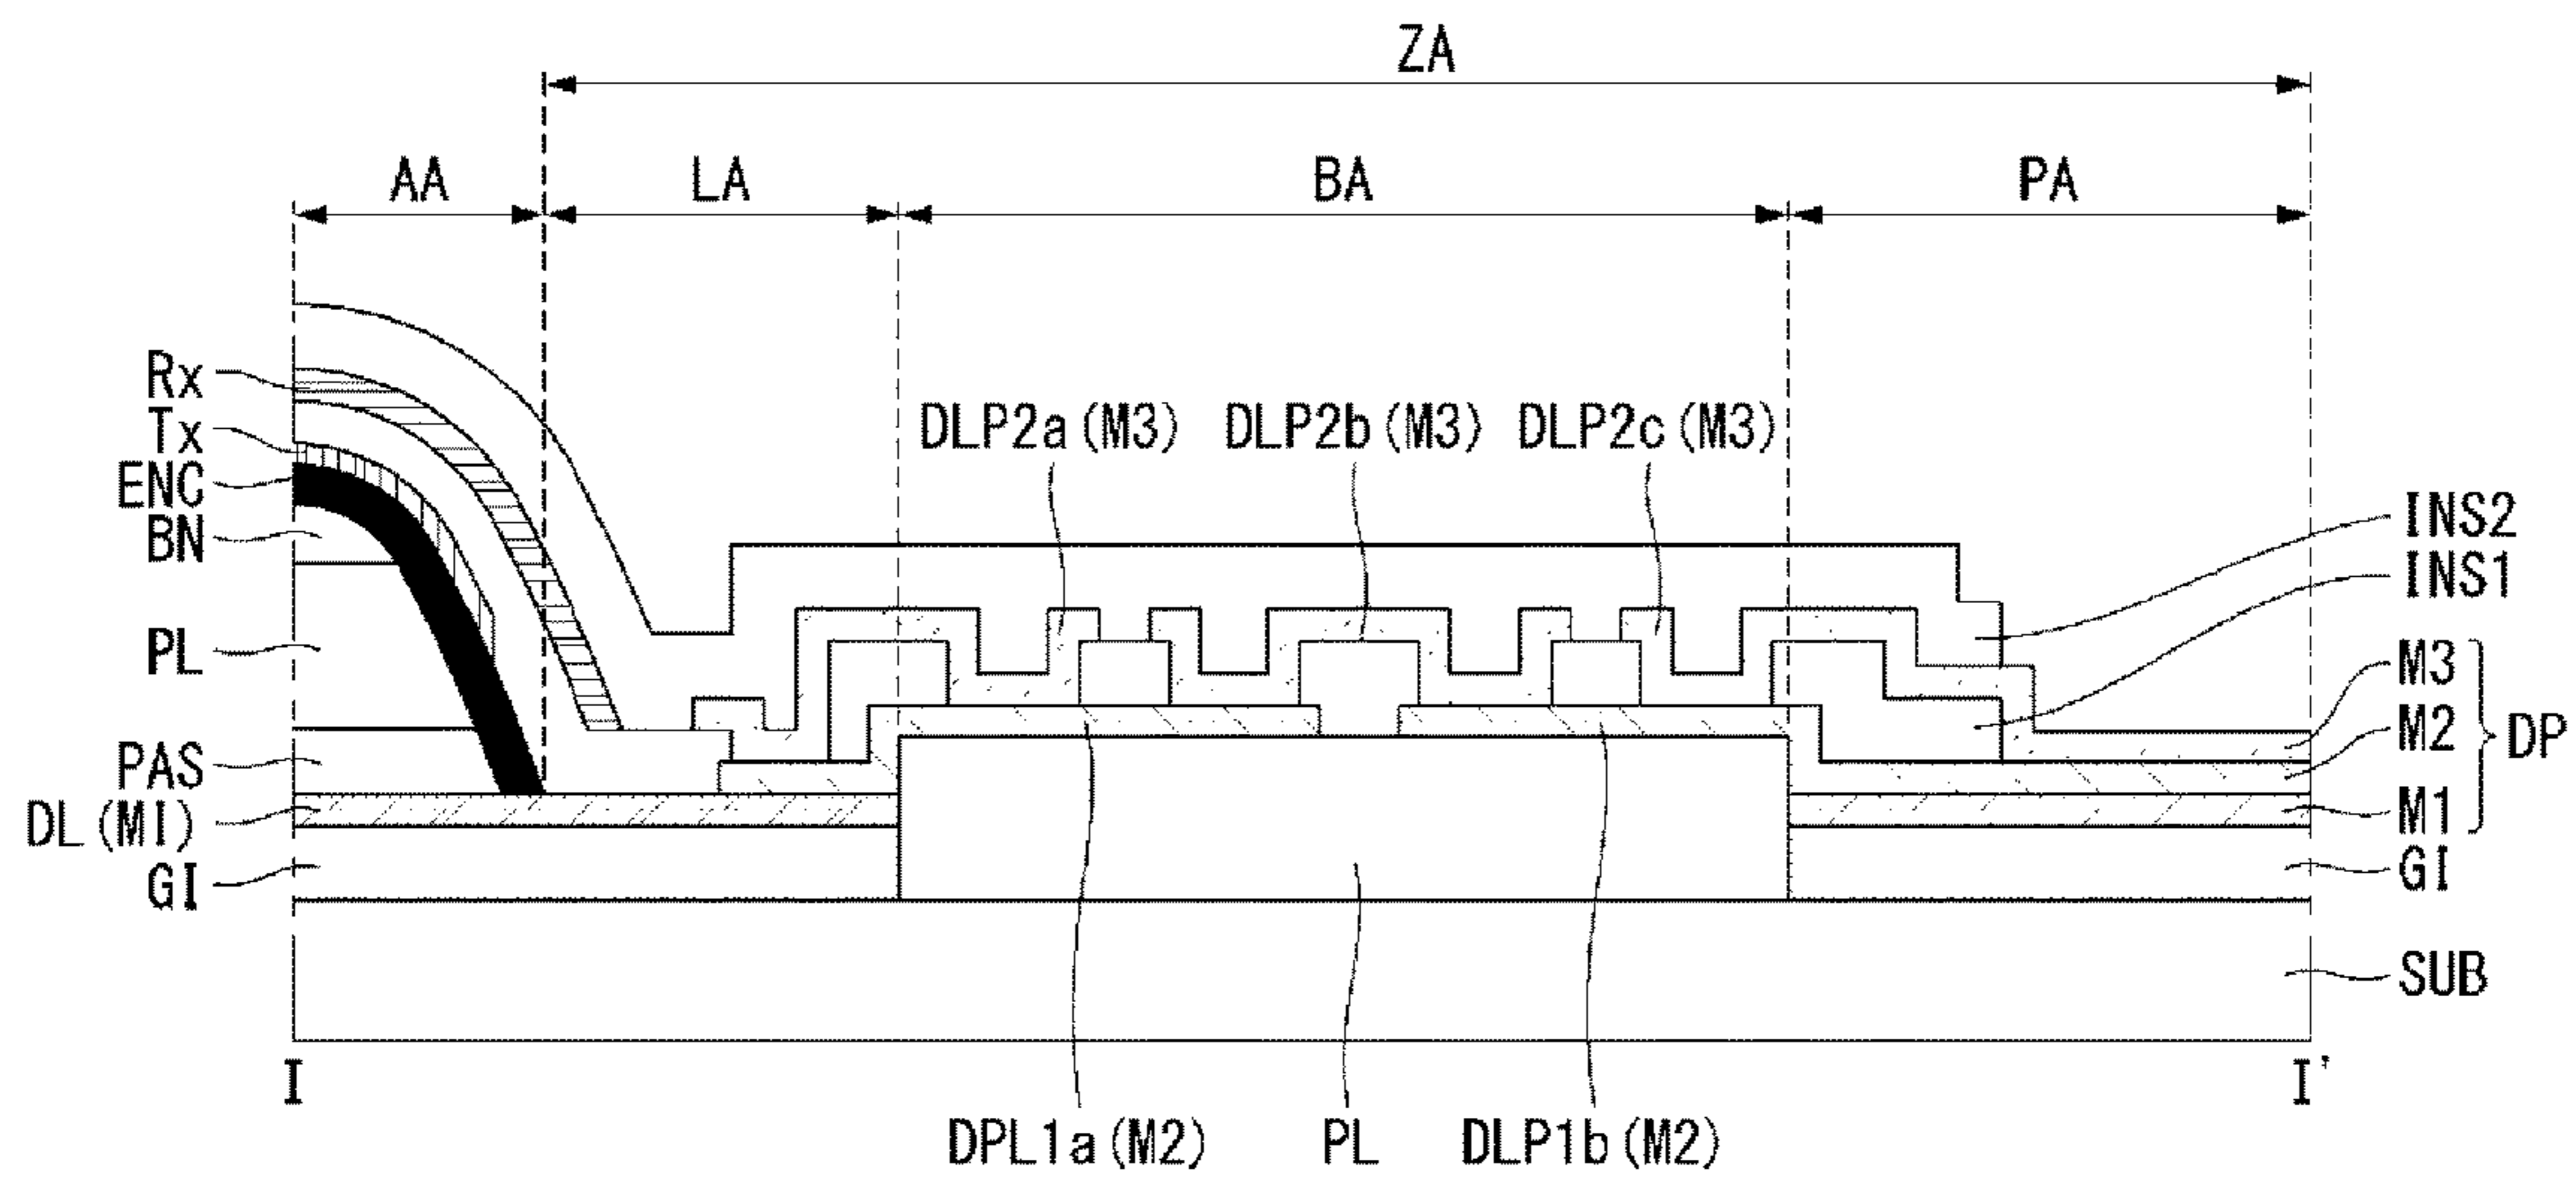 ZA
AA LA BA PA
Rx
Tx
ENC
BN
PL
PAS
DL(MI)
GI
DLP2a(M3) DLP2b(M3) DLP2c(M3)
INS2
INS1
M3
M2
M1
DP
GI
SUB
I I'
DPL1a(M2) PL DLP1b(M2)